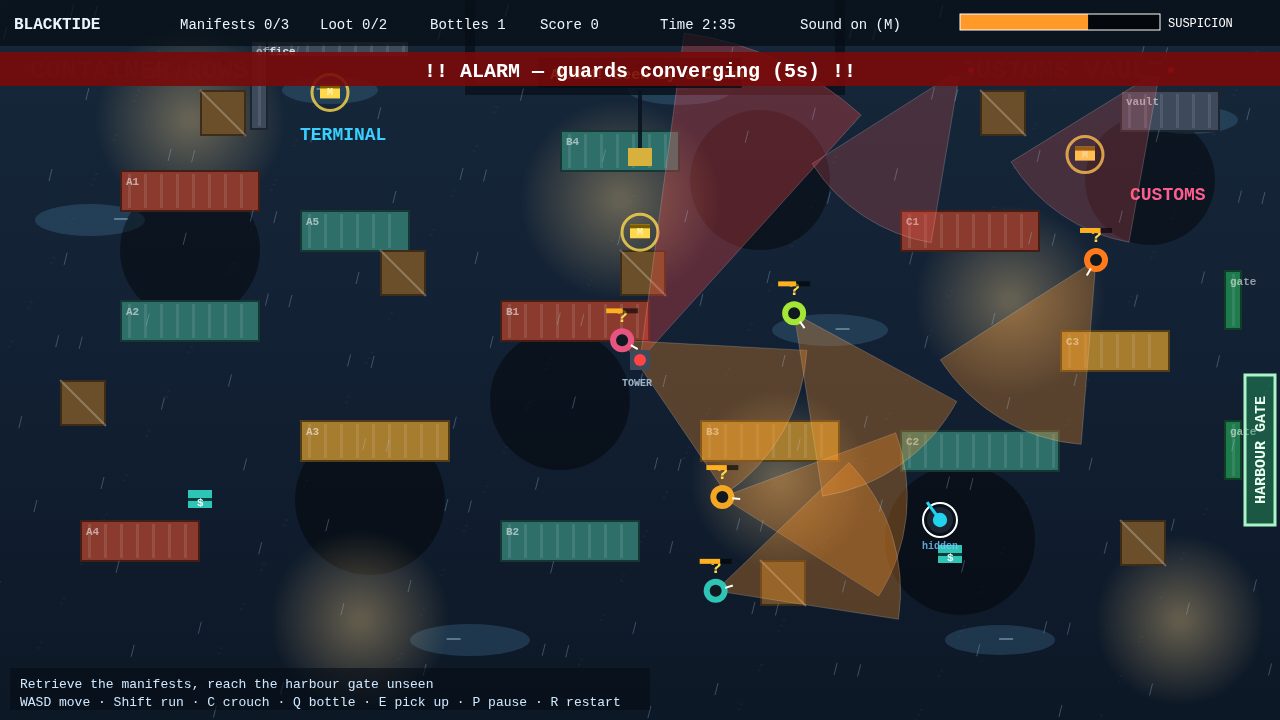 BLACKTIDE
Manifests 0/3
Loot 0/2
Bottles 1
Score 0
Time 2:35
Sound on (M)
SUSPICION
office
!! ALARM — guards converging (5s) !!
M
TERMINAL
B4
vault
M
CUSTOMS
A1
A5
C1
M
gate
A2
B1
?
?
?
C3
TOWER
A3
B3
C2
gate
HARBOUR GATE
?
$
A4
B2
hidden
$
?
Retrieve the manifests, reach the harbour gate unseen
WASD move · Shift run · C crouch · Q bottle · E pick up · P pause · R restart